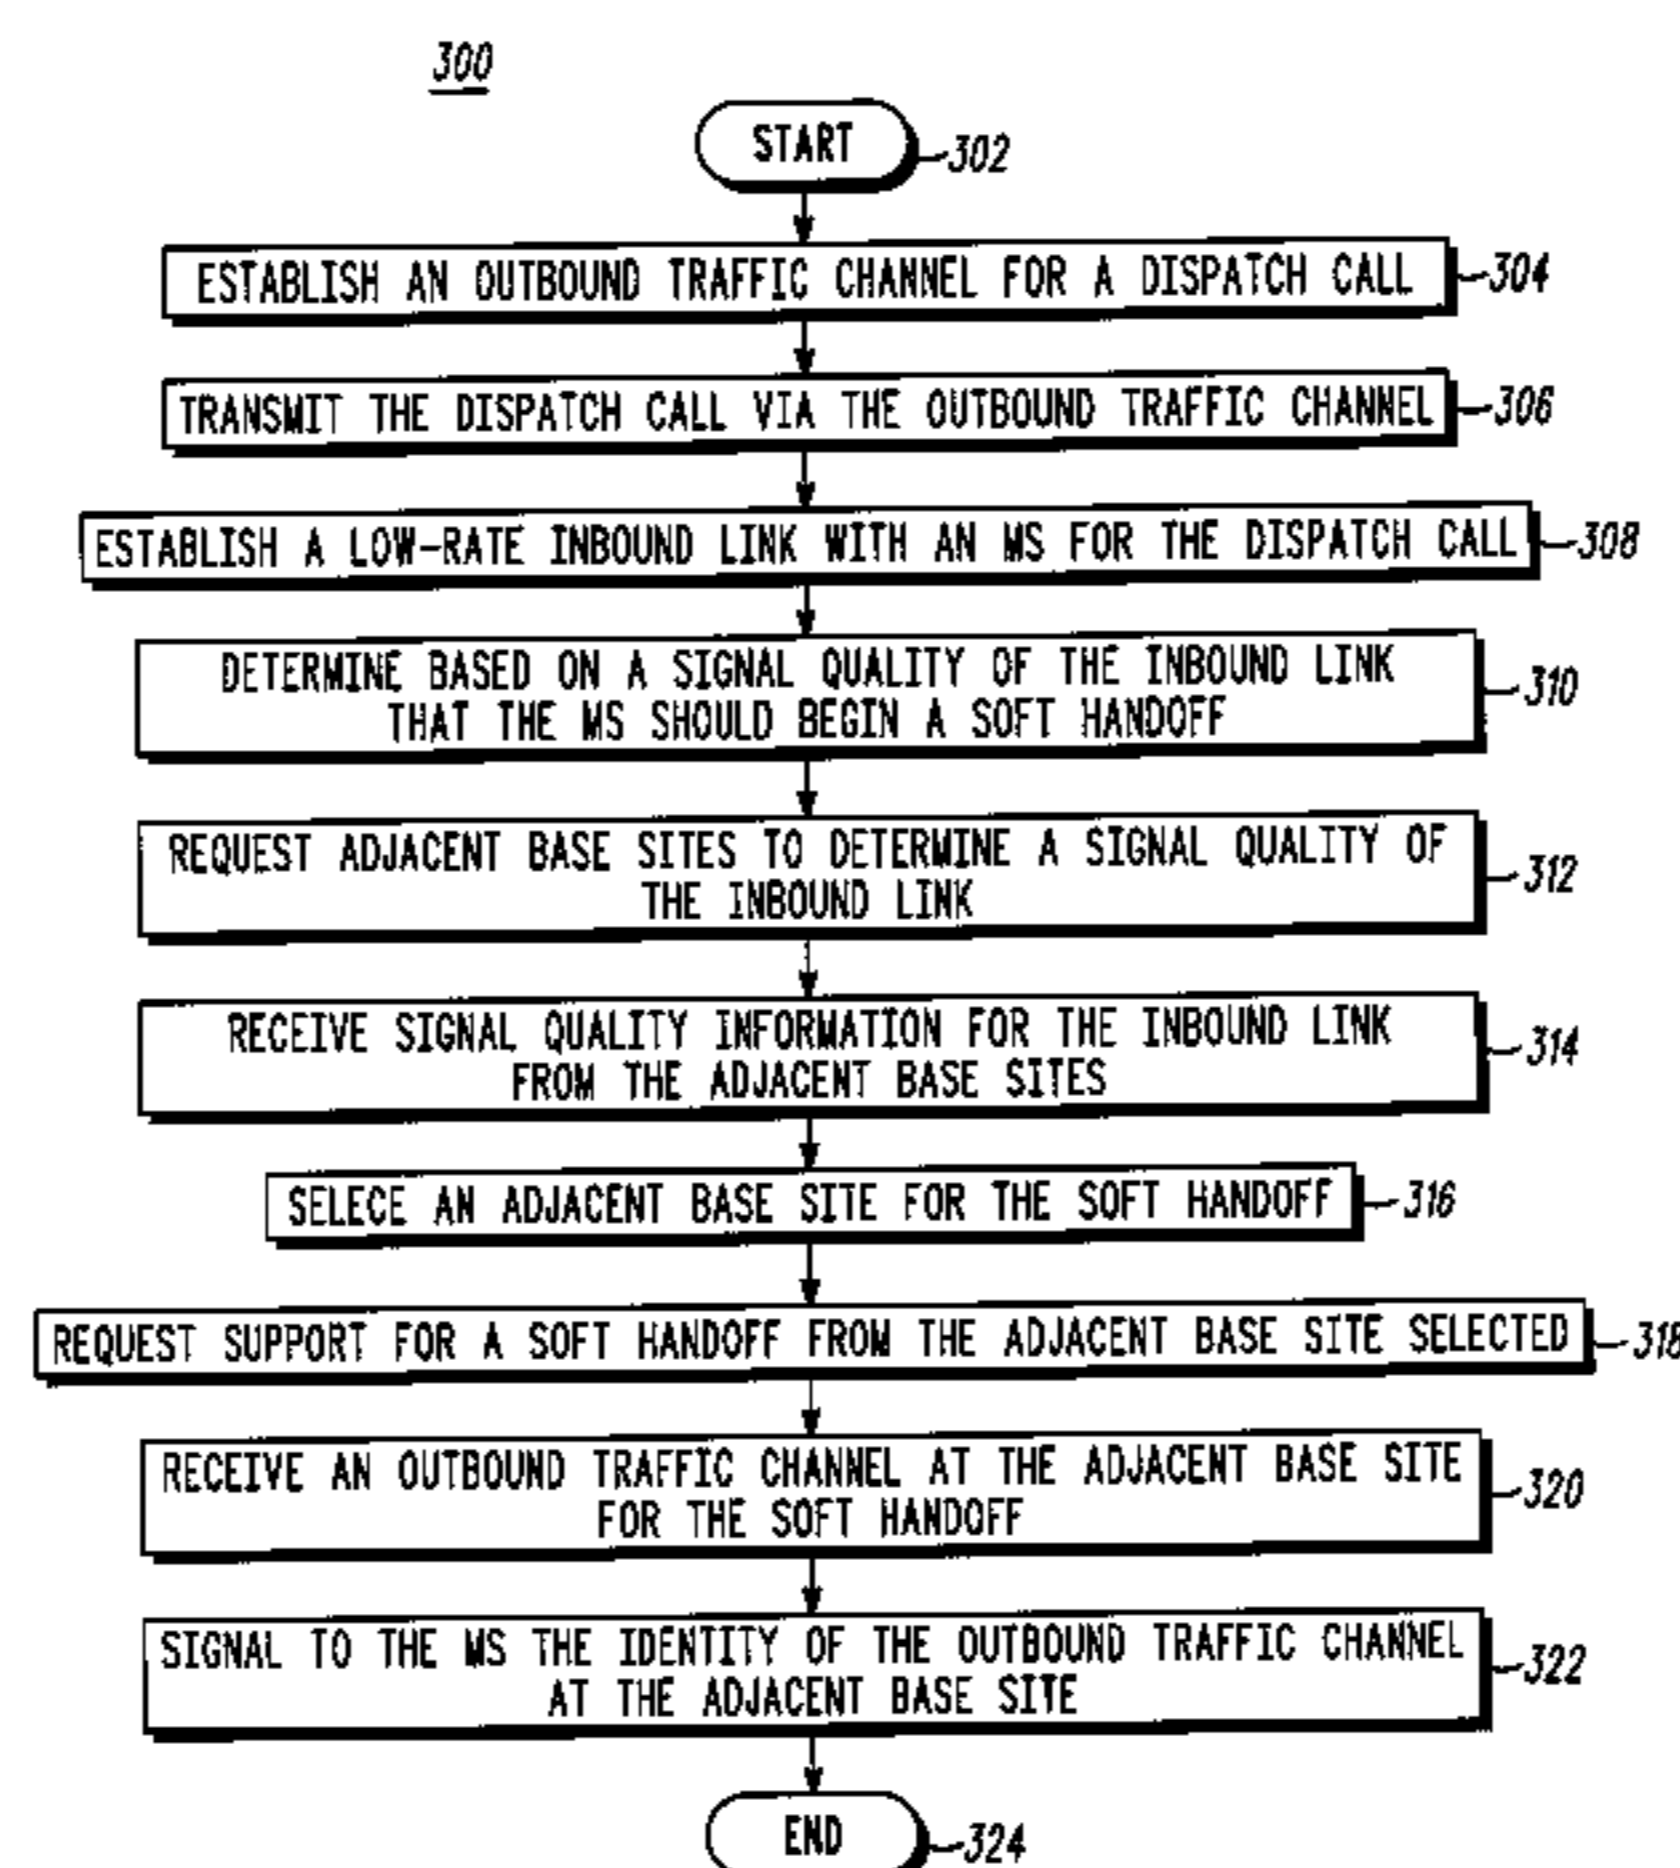 300
START
302
ESTABLISH AN OUTBOUND TRAFFIC CHANNEL FOR A DISPATCH CALL
304
TRANSMIT THE DISPATCH CALL VIA THE OUTBOUND TRAFFIC CHANNEL
306
ESTABLISH A LOW-RATE INBOUND LINK WITH AN MS FOR THE DISPATCH CALL
308
DETERMINE BASED ON A SIGNAL QUALITY OF THE INBOUND LINK
THAT THE MS SHOULD BEGIN A SOFT HANDOFF
310
REQUEST ADJACENT BASE SITES TO DETERMINE A SIGNAL QUALITY OF
THE INBOUND LINK
312
RECEIVE SIGNAL QUALITY INFORMATION FOR THE INBOUND LINK
FROM THE ADJACENT BASE SITES
314
SELECE AN ADJACENT BASE SITE FOR THE SOFT HANDOFF
316
REQUEST SUPPORT FOR A SOFT HANDOFF FROM THE ADJACENT BASE SITE SELECTED
318
RECEIVE AN OUTBOUND TRAFFIC CHANNEL AT THE ADJACENT BASE SITE
FOR THE SOFT HANDOFF
320
SIGNAL TO THE MS THE IDENTITY OF THE OUTBOUND TRAFFIC CHANNEL
AT THE ADJACENT BASE SITE
322
END
324